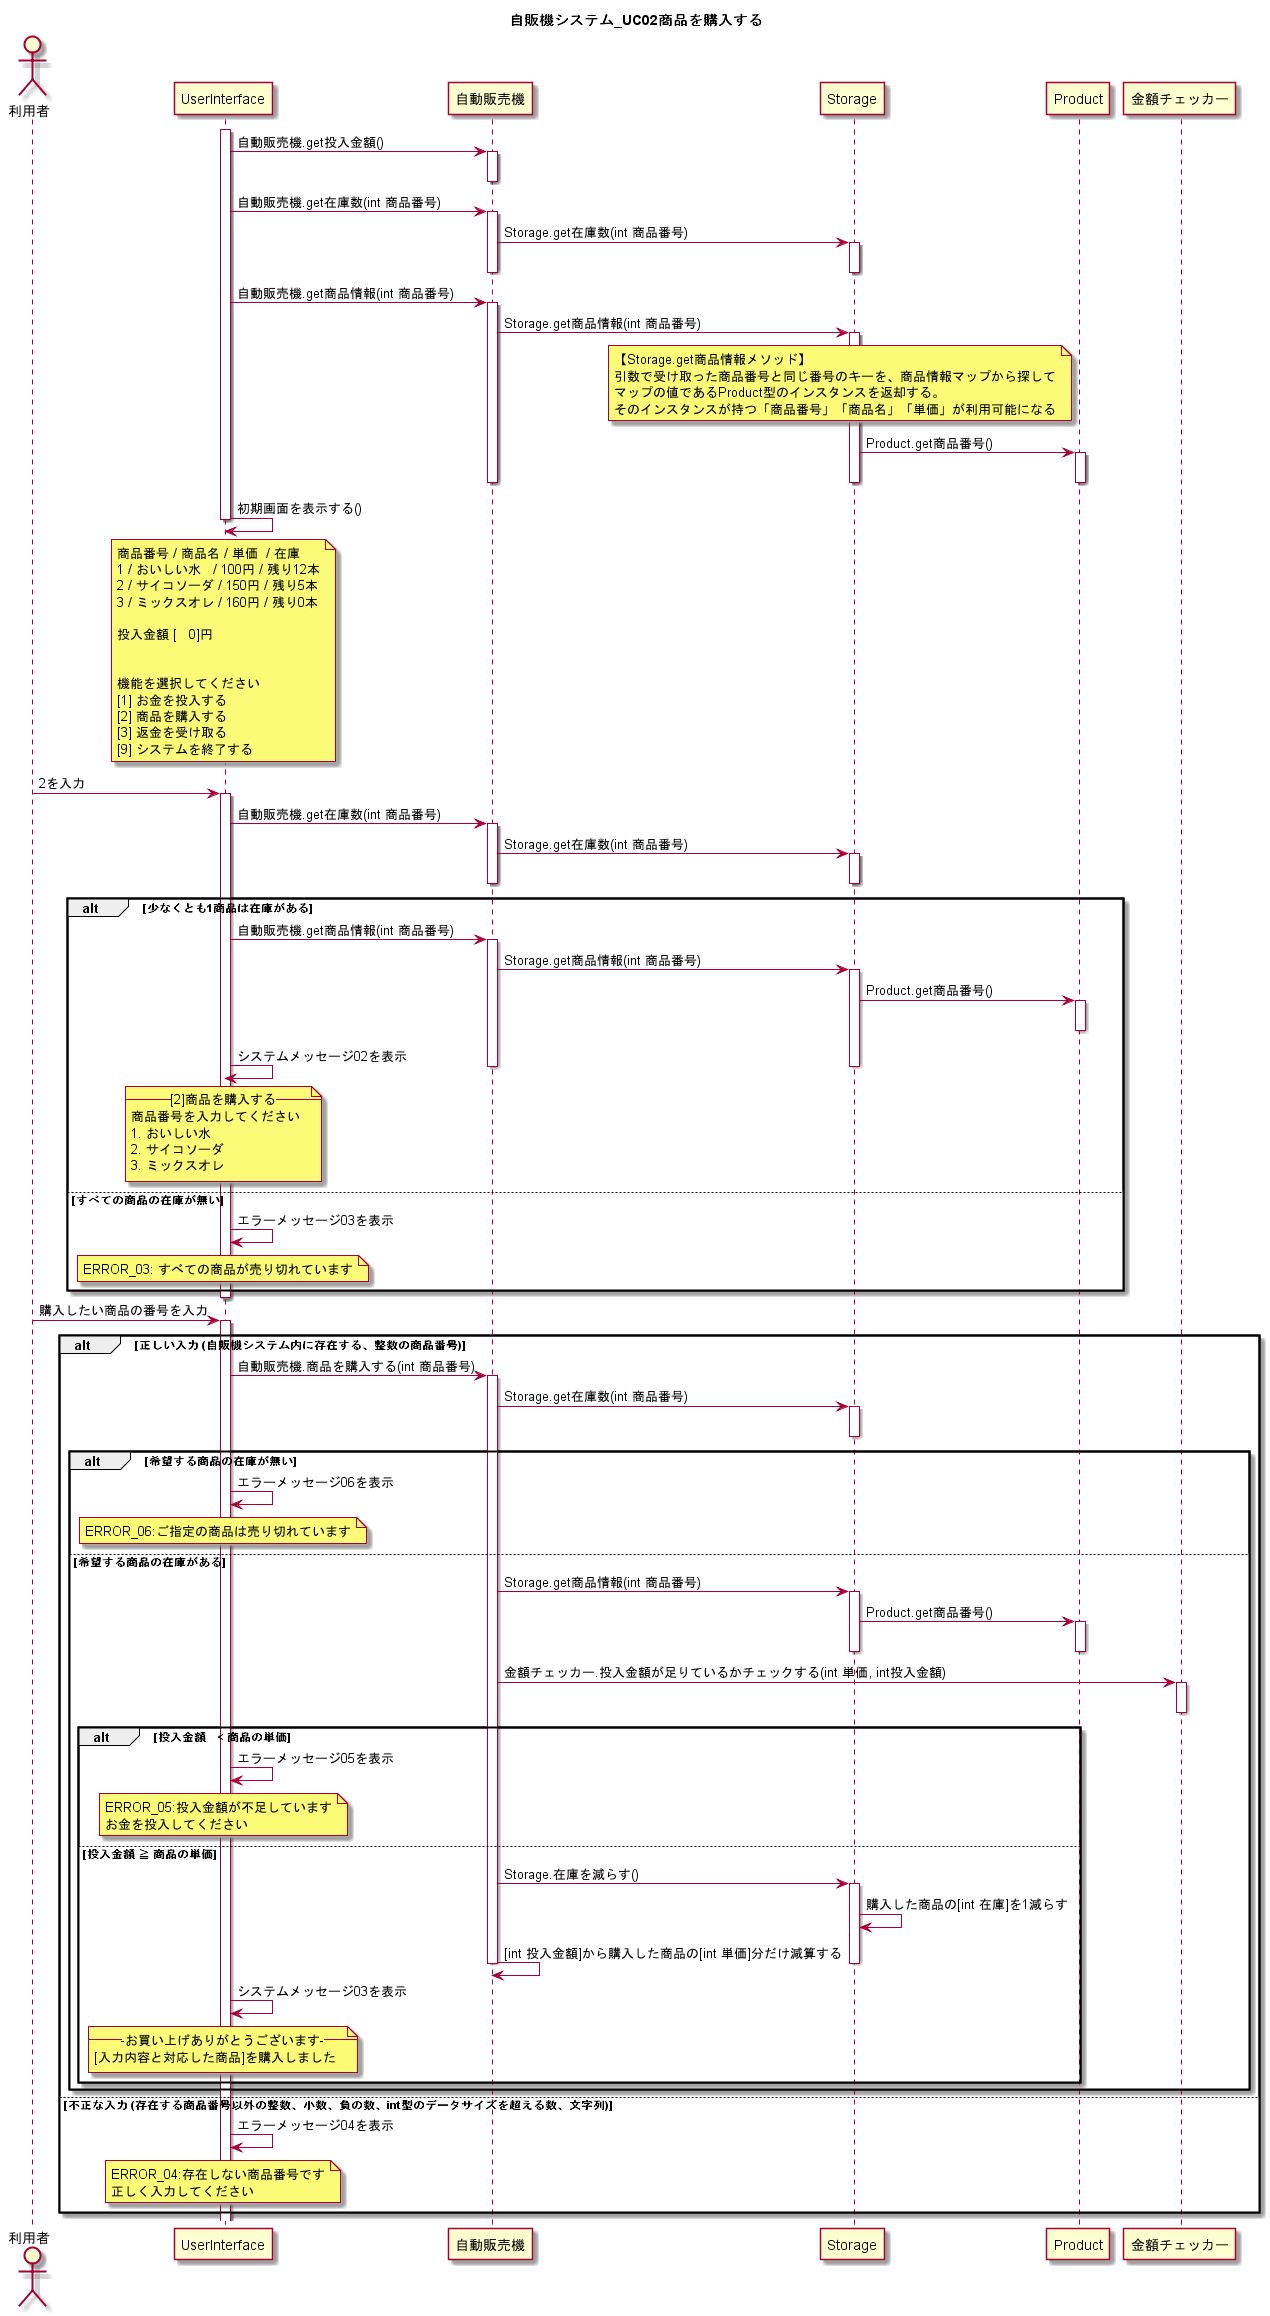 自販機システム_UC02商品を購入する
利用者
UserInterface
自動販売機
Storage
Product
金額チェッカー
自動販売機.get投入金額()
自動販売機.get在庫数(int 商品番号)
Storage.get在庫数(int 商品番号)
自動販売機.get商品情報(int 商品番号)
Storage.get商品情報(int 商品番号)
【Storage.get商品情報メソッド】
引数で受け取った商品番号と同じ番号のキーを、商品情報マップから探して
マップの値であるProduct型のインスタンスを返却する。
そのインスタンスが持つ「商品番号」「商品名」「単価」が利用可能になる
Product.get商品番号()
初期画面を表示する()
商品番号 / 商品名 / 単価 / 在庫
1 / おいしい水 / 100円 / 残り12本
2 / サイコソーダ / 150円 / 残り5本
3 / ミックスオレ / 160円 / 残り0本
投入金額 [ 0]円
機能を選択してください
[1] お金を投入する
[2] 商品を購入する
[3] 返金を受け取る
[9] システムを終了する
2を入力
自動販売機.get在庫数(int 商品番号)
Storage.get在庫数(int 商品番号)
alt [少なくとも1商品は在庫がある]
自動販売機.get商品情報(int 商品番号)
Storage.get商品情報(int 商品番号)
Product.get商品番号()
システムメッセージ02を表示
[2]商品を購入する
商品番号を入力してください
1. おいしい水
2. サイコソーダ
3. ミックスオレ
[すべての商品の在庫が無い]
エラーメッセージ03を表示
ERROR_03: すべての商品が売り切れています
購入したい商品の番号を入力
alt [正しい入力 (自販機システム内に存在する、整数の商品番号)]
自動販売機.商品を購入する(int 商品番号)
Storage.get在庫数(int 商品番号)
alt [希望する商品の在庫が無い]
エラーメッセージ06を表示
ERROR_06:ご指定の商品は売り切れています
[希望する商品の在庫がある]
Storage.get商品情報(int 商品番号)
Product.get商品番号()
金額チェッカー.投入金額が足りているかチェックする(int 単価, int投入金額)
alt [投入金額 < 商品の単価]
エラーメッセージ05を表示
ERROR_05:投入金額が不足しています
お金を投入してください
[投入金額 ≧ 商品の単価]
Storage.在庫を減らす()
購入した商品の[int 在庫]を1減らす
[int 投入金額]から購入した商品の[int 単価]分だけ減算する
システムメッセージ03を表示
-お買い上げありがとうございます-
[入力内容と対応した商品]を購入しました
[不正な入力 (存在する商品番号以外の整数、小数、負の数、int型のデータサイズを超える数、文字列)]
エラーメッセージ04を表示
ERROR_04:存在しない商品番号です
正しく入力してください
利用者
UserInterface
自動販売機
Storage
Product
金額チェッカー